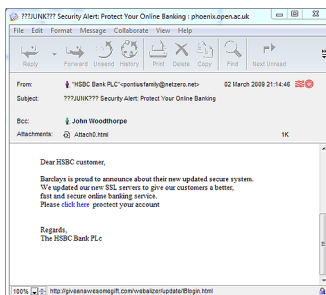 ???JUNK??? Security Alert: Protect Your Online Banking : phoenix.open.ac.uk
File Edit Format Message Collaborate View Help
Reply Forward Unsend History Print Delete Copy Find Next Unread
From: "HSBC Bank PLC"<pontiusfamily@netzero.net> 02 March 2009 21:14:46
Subject: ???JUNK??? Security Alert: Protect Your Online Banking
Bcc: John Woodthorpe
Attachments: Attach0.html 1K
Dear HSBC customer,
Barclays is proud to announce about their new updated secure system.
We updated our new SSL servers to give our customers a better,
fast and secure online banking service.
Please click here proctect your account
Regards,
The HSBC Bank PLc
100% http://giveanawesomegift.com/webalizer/update/IBlogin.html